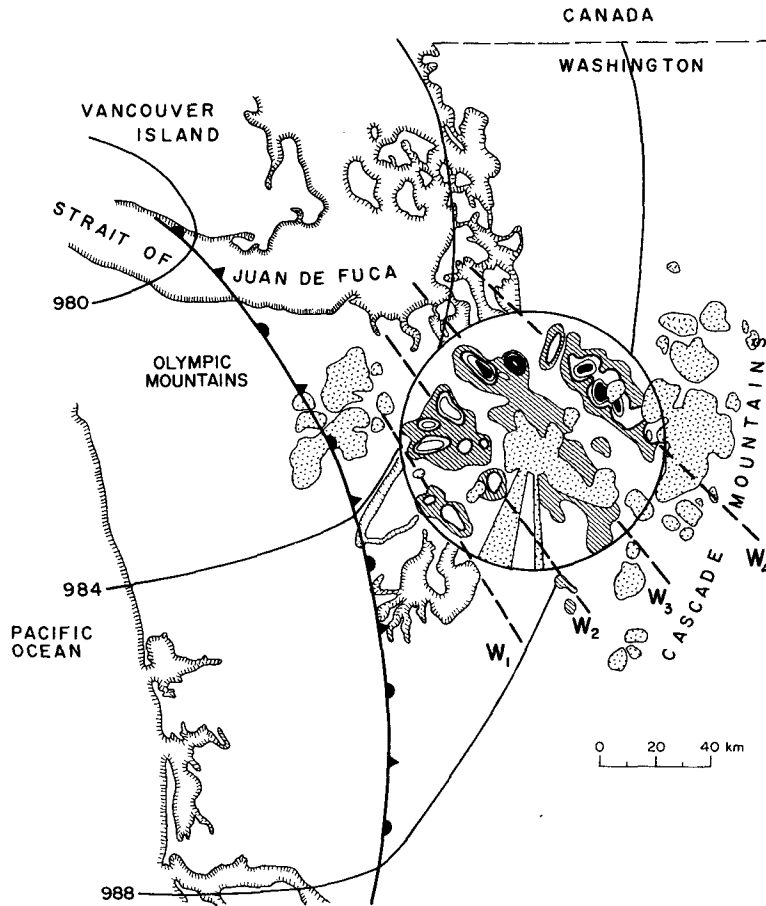 CANADA
WASHINGTON
VANCOUVER
ISLAND
STRAIT OF
JUAN DE FUCA
980
OLYMPIC
MOUNTAINS
CASCADE MOUNTAINS
984
PACIFIC
OCEAN
W1
W2
W3
W4
0 20 40 km
988